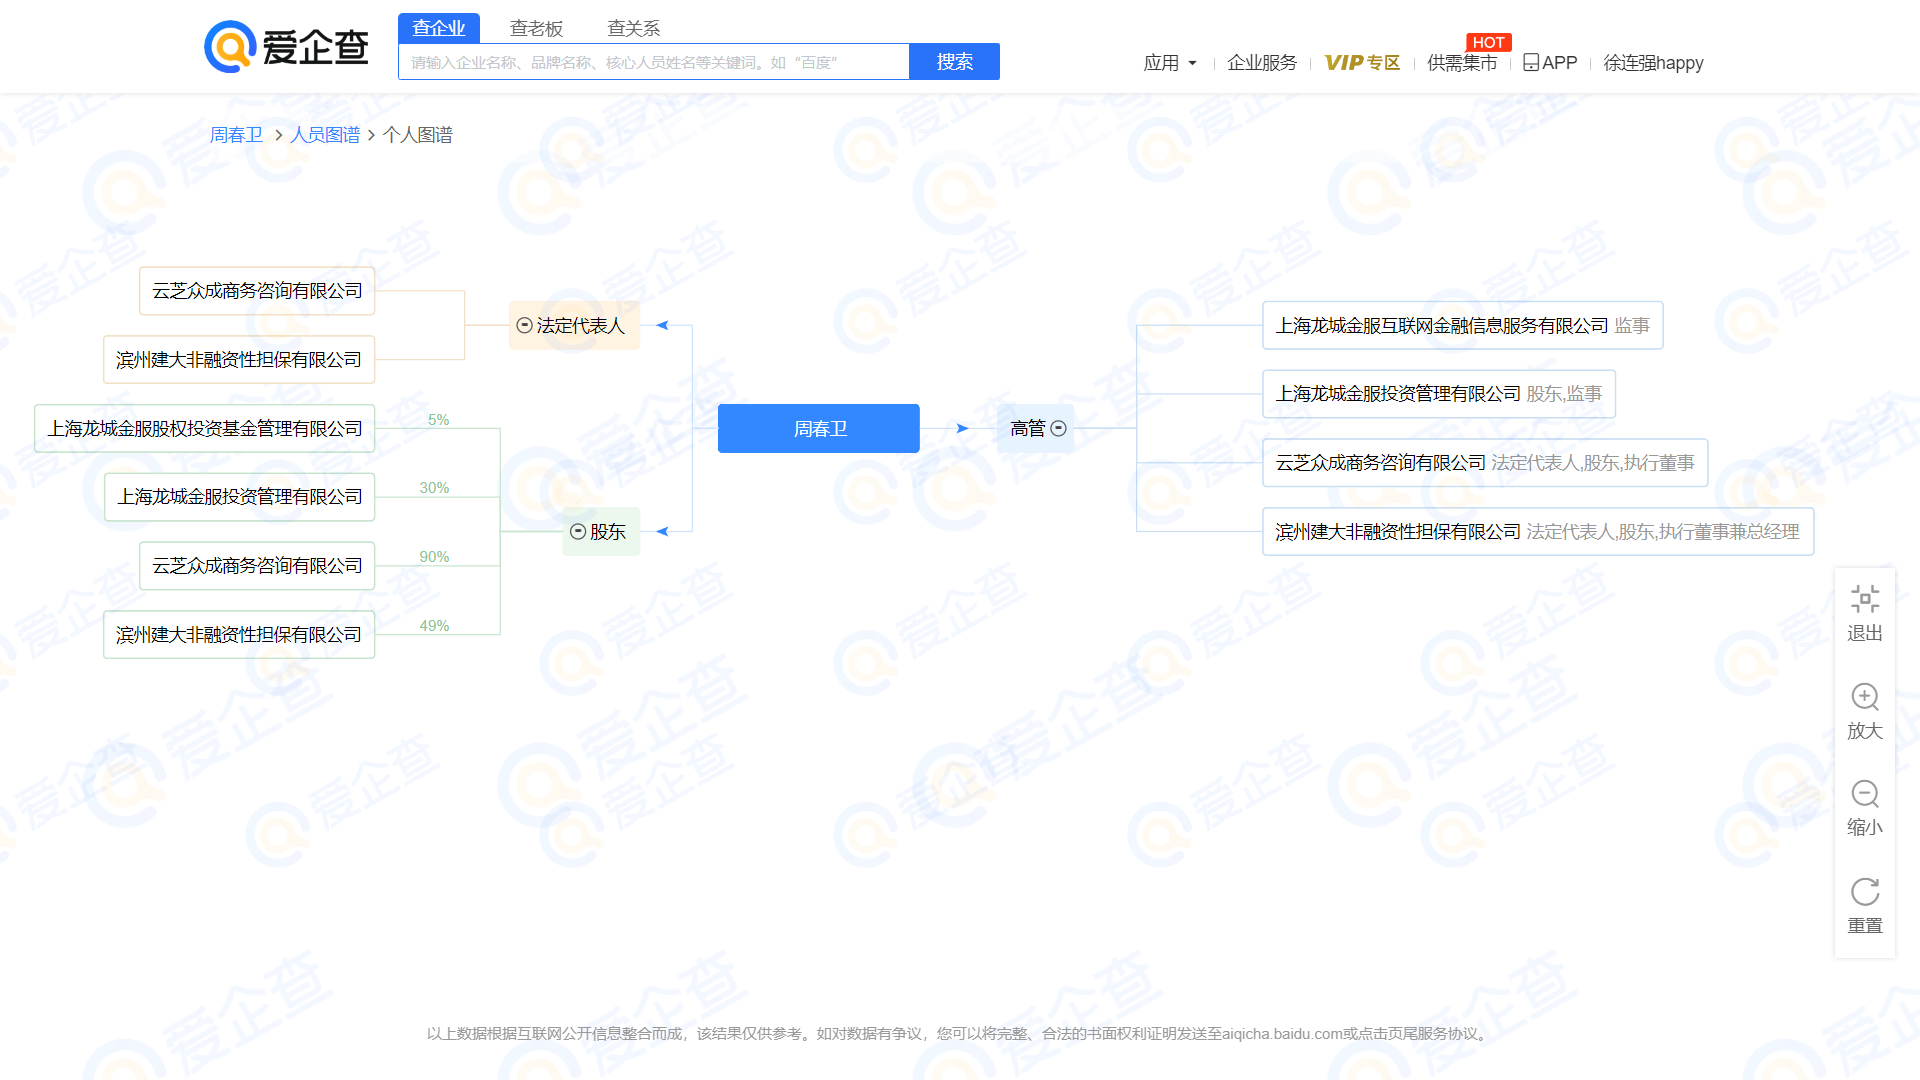 爱企查
查企业 查老板 查关系
请输入企业名称、品牌名称、核心人员姓名等关键词。如“百度” 搜索
应用 企业服务 VIP专区 供需集市 HOT APP 徐连强happy
周春卫 > 人员图谱 > 个人图谱
云芝众成商务咨询有限公司
滨州建大非融资性担保有限公司
法定代表人
上海龙城金服股权投资基金管理有限公司 5%
上海龙城金服投资管理有限公司 30%
云芝众成商务咨询有限公司 90%
滨州建大非融资性担保有限公司 49%
股东
周春卫
高管
上海龙城金服互联网金融信息服务有限公司 监事
上海龙城金服投资管理有限公司 股东,监事
云芝众成商务咨询有限公司 法定代表人,股东,执行董事
滨州建大非融资性担保有限公司 法定代表人,股东,执行董事兼总经理
退出
放大
缩小
重置
以上数据根据互联网公开信息整合而成，该结果仅供参考。如对数据有争议，您可以将完整、合法的书面权利证明发送至aiqicha.baidu.com或点击页尾服务协议。